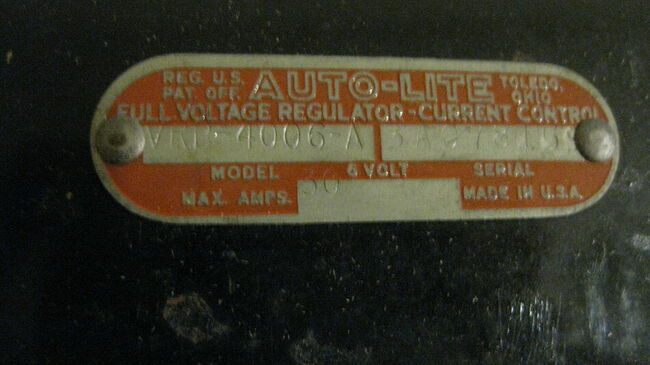 REG. U.S. PAT. OFF. AUTO-LITE TOLEDO, OHIO
FULL VOLTAGE REGULATOR-CURRENT CONTROL
VRP-4006-A
MODEL 6 VOLT SERIAL
MAX. AMPS. 30 MADE IN U.S.A.